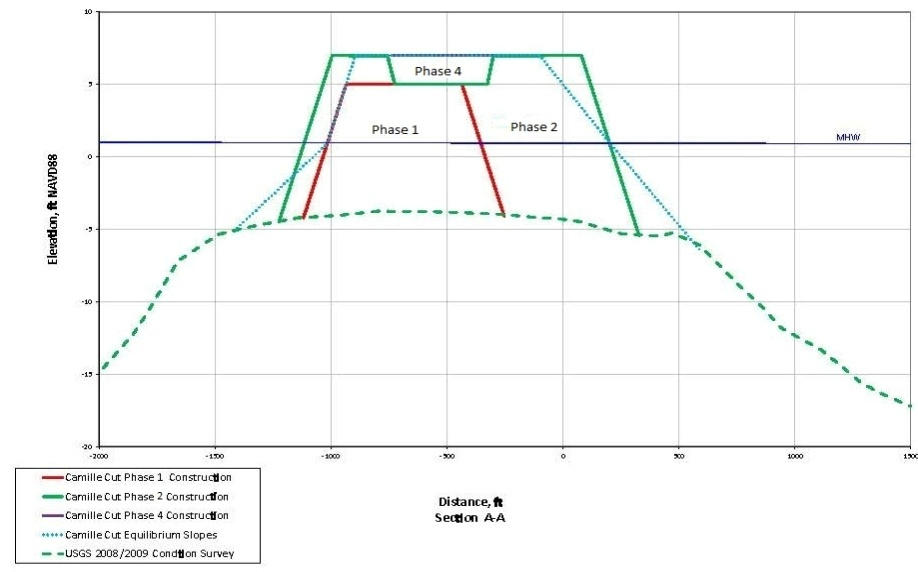 10
5
0
-5
-10
-15
-20
Elevation, ft NAVD88
Phase 4
Phase 1
Phase 2
MHW
-2000 -1500 -1000 -500 0 500 1000 1500
Distance, ft
Section A-A
Camille Cut Phase 1 Construction
Camille Cut Phase 2 Construction
Camille Cut Phase 4 Construction
Camille Cut Equilibrium Slopes
USGS 2008/2009 Condition Survey